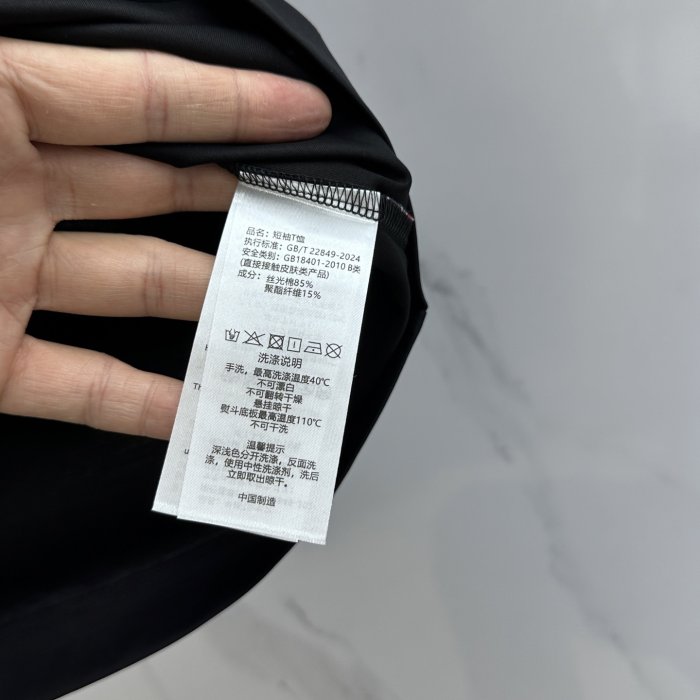 品名：短袖T恤
执行标准：GB/T 22849-2024
安全类别：GB18401-2010 B类
(直接接触皮肤类产品)
成分：丝光棉85%
聚酯纤维15%
洗涤说明
手洗，最高洗涤温度40℃
不可漂白
不可翻转干燥
悬挂晾干
熨斗底板最高温度110℃
不可干洗
温馨提示
深浅色分开洗涤，反面洗
涤，使用中性洗涤剂，洗后
立即取出晾干。
中国制造